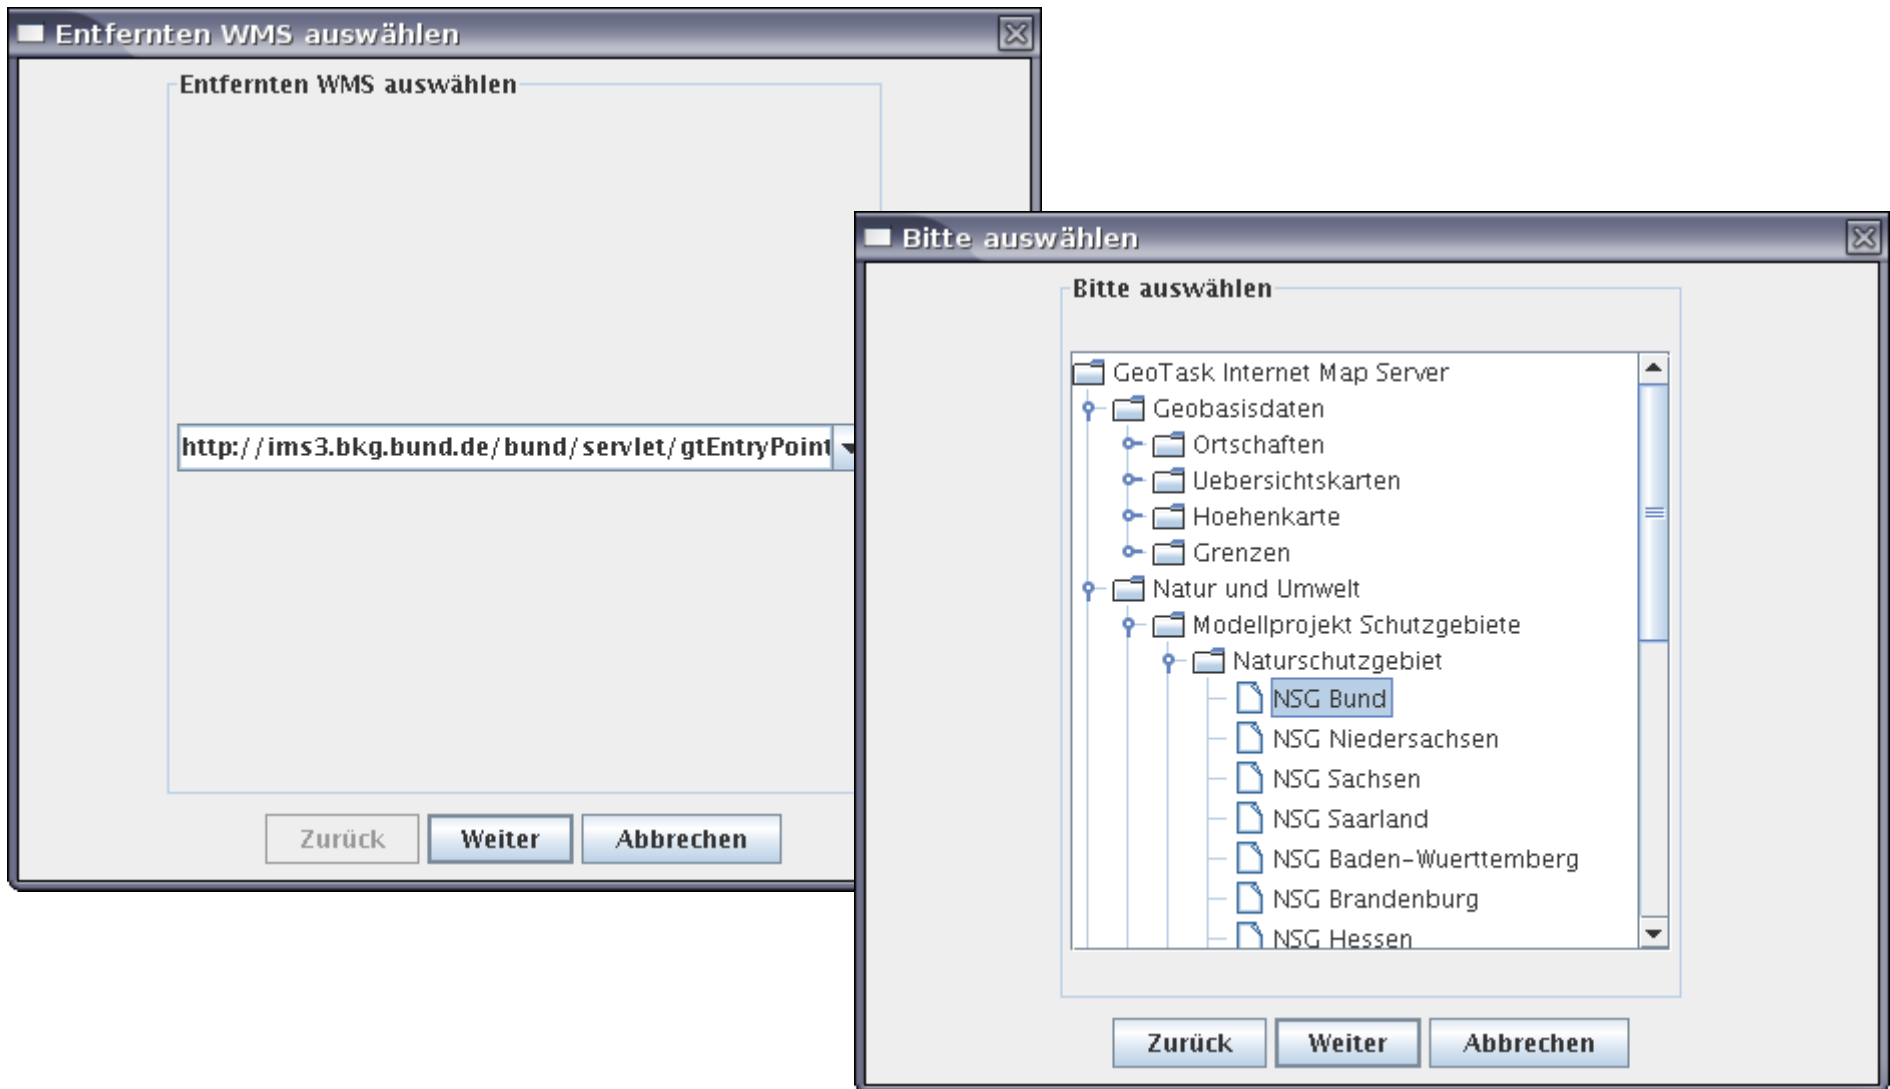 Entfernten WMS auswählen
Entfernten WMS auswählen
http://ims3.bkg.bund.de/bund/servlet/gtEntryPoint
Zurück Weiter Abbrechen
Bitte auswählen
Bitte auswählen
GeoTask Internet Map Server
Geobasisdaten
Ortschaften
Uebersichtskarten
Hoehenkarte
Grenzen
Natur und Umwelt
Modellprojekt Schutzgebiete
Naturschutzgebiet
NSG Bund
NSG Niedersachsen
NSG Sachsen
NSG Saarland
NSG Baden-Wuerttemberg
NSG Brandenburg
NSG Hessen
Zurück Weiter Abbrechen